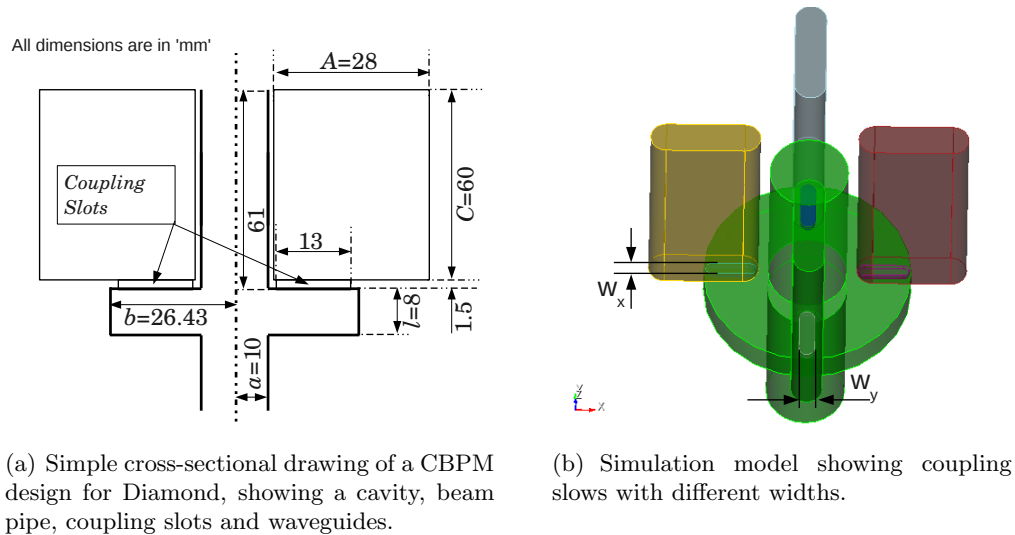 All dimensions are in 'mm'
A=28
Coupling
Slots
61
13
C=60
b=26.43
l=8
1.5
a=10
W
x
W
y
Y
Z
X
(a) Simple cross-sectional drawing of a CBPM
design for Diamond, showing a cavity, beam
pipe, coupling slots and waveguides.
(b) Simulation model showing coupling
slows with different widths.